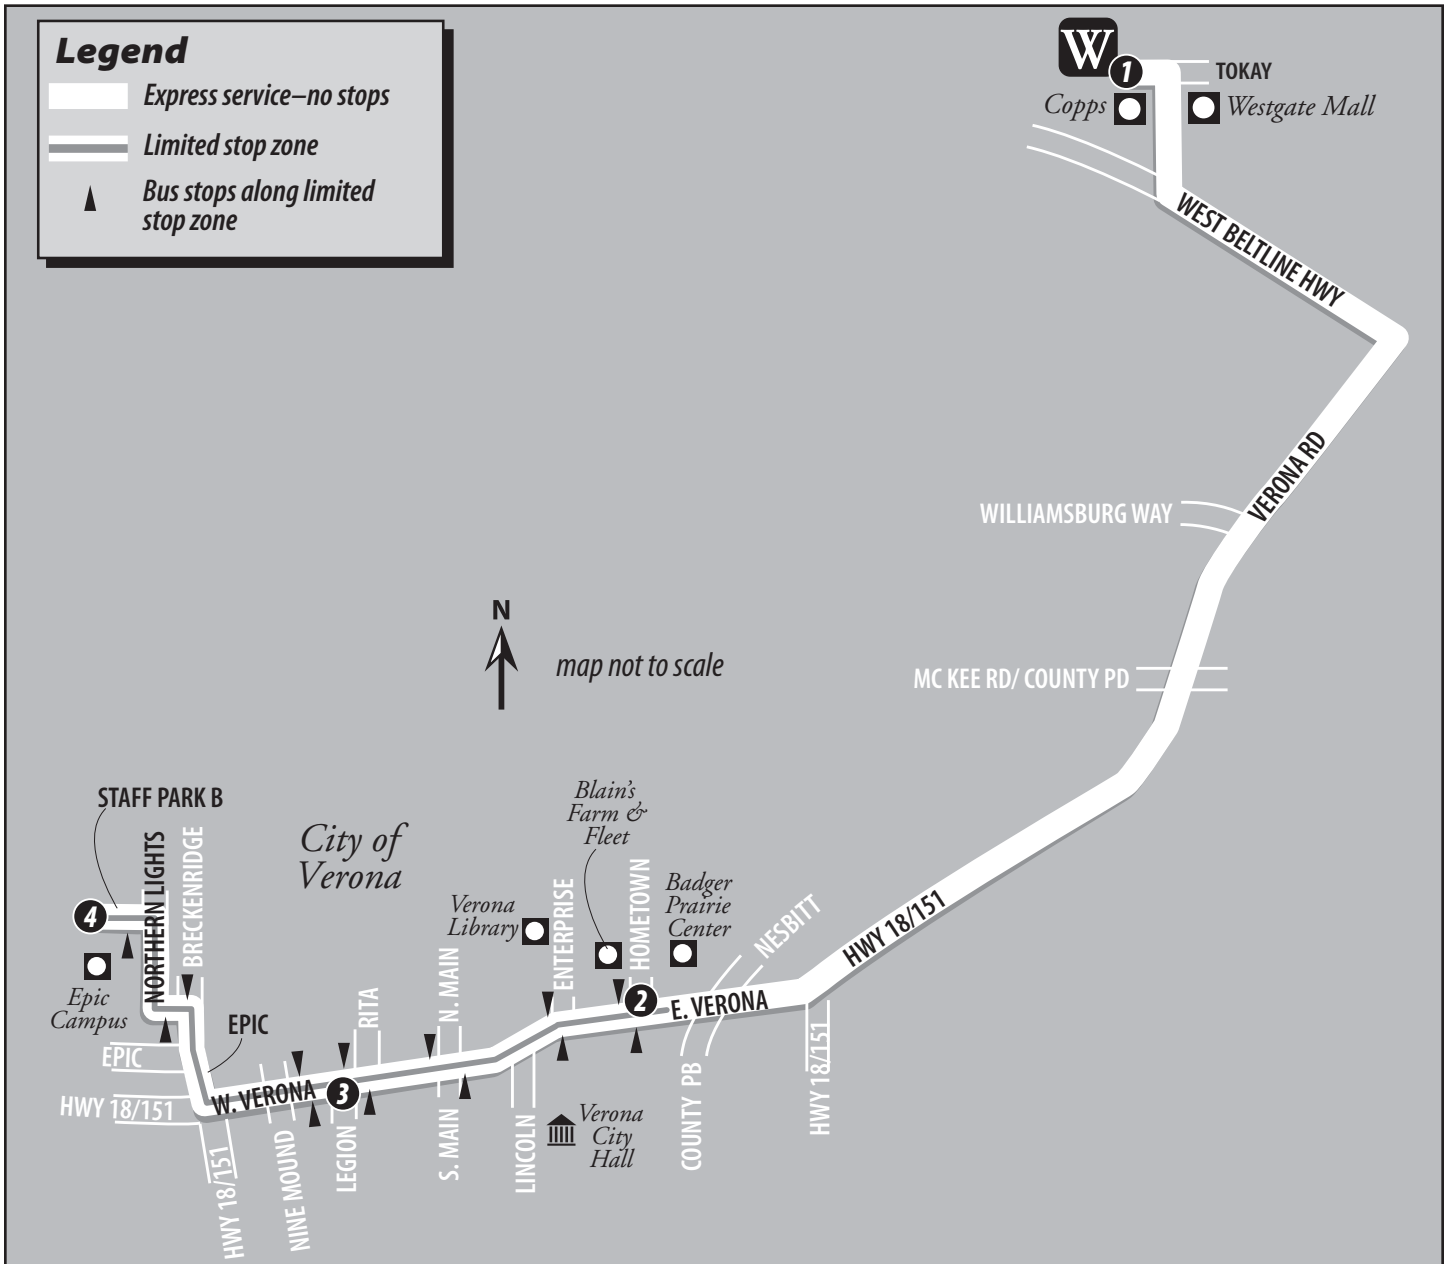 Legend
Express service–no stops
Limited stop zone
Bus stops along limited
stop zone
W
1
TOKAY
Copps
Westgate Mall
WEST BELTLINE HWY
VERONA RD
WILLIAMSBURG WAY
MC KEE RD/ COUNTY PD
N
map not to scale
STAFF PARK B
NORTHERN LIGHTS
BRECKENRIDGE
City of
Verona
4
Epic
Campus
EPIC
EPIC
HWY 18/151
HWY 18/151
W. VERONA
NINE MOUND
3
LEGION
RITA
N. MAIN
S. MAIN
Verona
Library
LINCOLN
ENTERPRISE
Verona
City
Hall
Blain's
Farm &
Fleet
HOMETOWN
2
Badger
Prairie
Center
E. VERONA
COUNTY PB
NESBITT
HWY 18/151
HWY 18/151